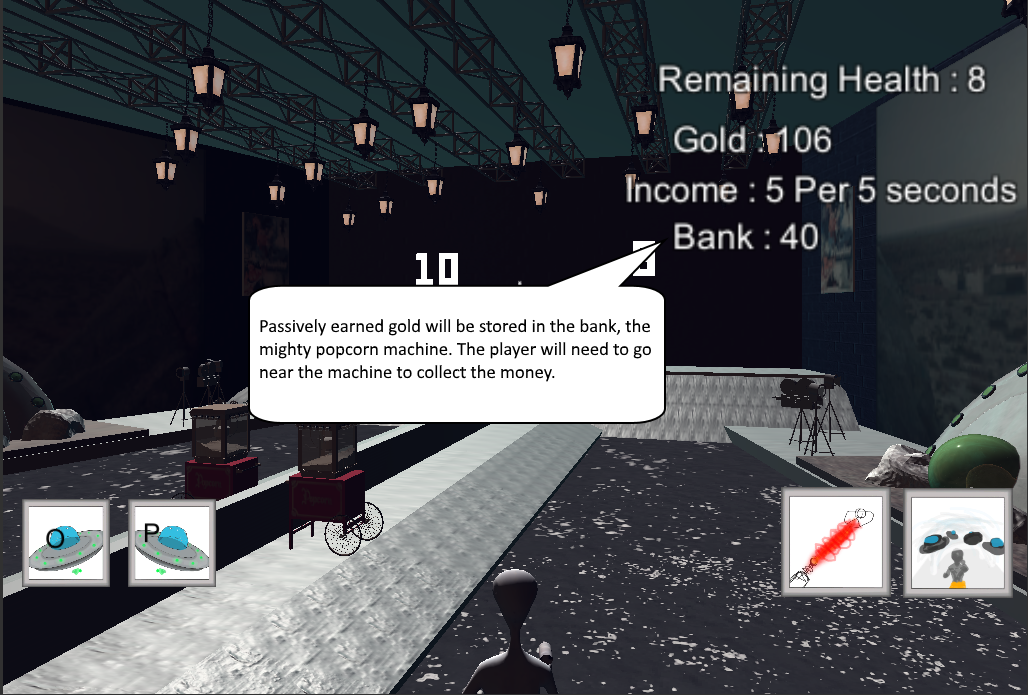 Remaining Health : 8
Gold : 106
Income : 5 Per 5 seconds
Bank : 40
10
Passively earned gold will be stored in the bank, the
mighty popcorn machine. The player will need to go
near the machine to collect the money.
O
P